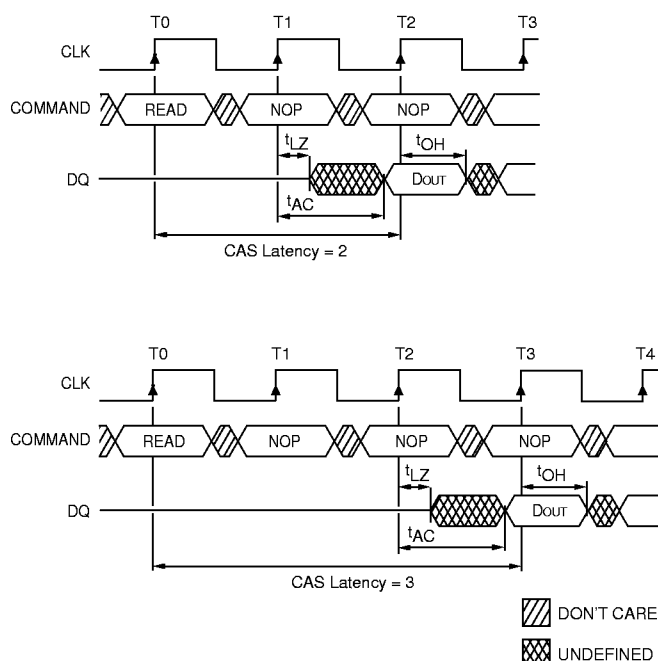 T0 T1 T2 T3
CLK
COMMAND READ NOP NOP
tLZ tOH
DQ DOUT
tAC
CAS Latency = 2
T0 T1 T2 T3 T4
CLK
COMMAND READ NOP NOP NOP
tLZ tOH
DQ DOUT
tAC
CAS Latency = 3
DON'T CARE
UNDEFINED